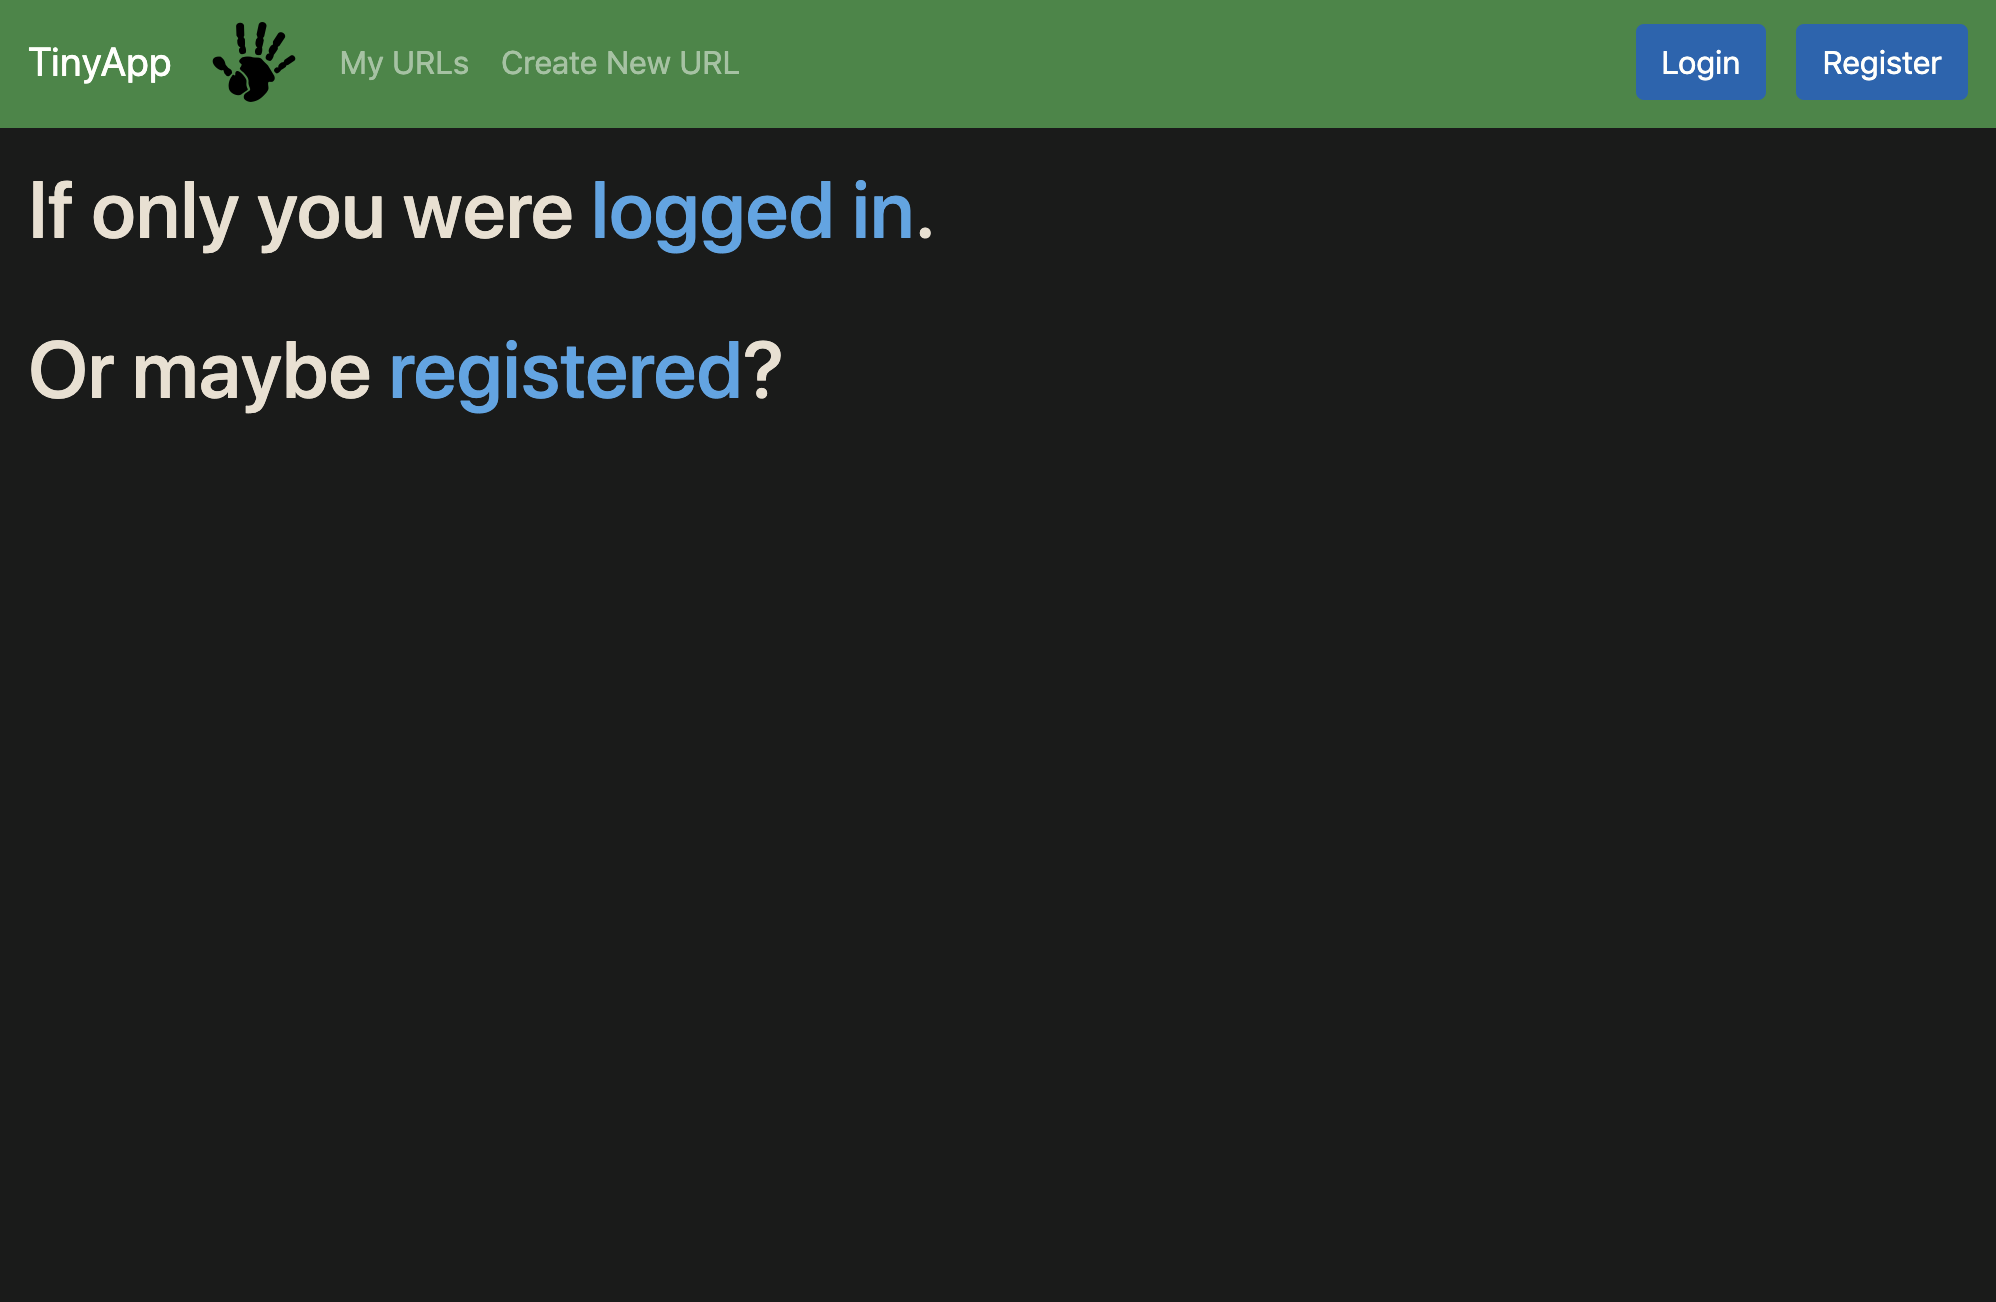 TinyApp My URLs Create New URL Login Register
If only you were logged in.
Or maybe registered?